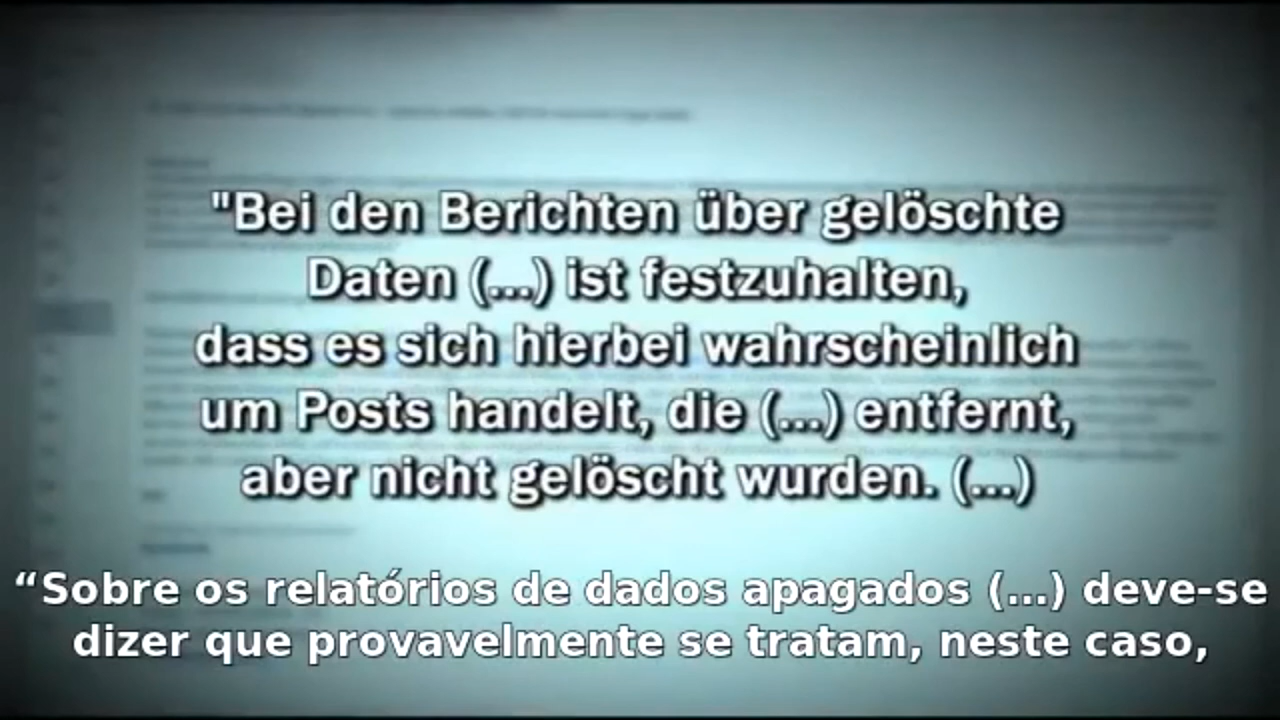 "Bei den Berichten über gelöschte
Daten (...) ist festzuhalten,
dass es sich hierbei wahrscheinlich
um Posts handelt, die (...) entfernt,
aber nicht gelöscht wurden. (...)
“Sobre os relatórios de dados apagados (...) deve-se
dizer que provavelmente se tratam, neste caso,